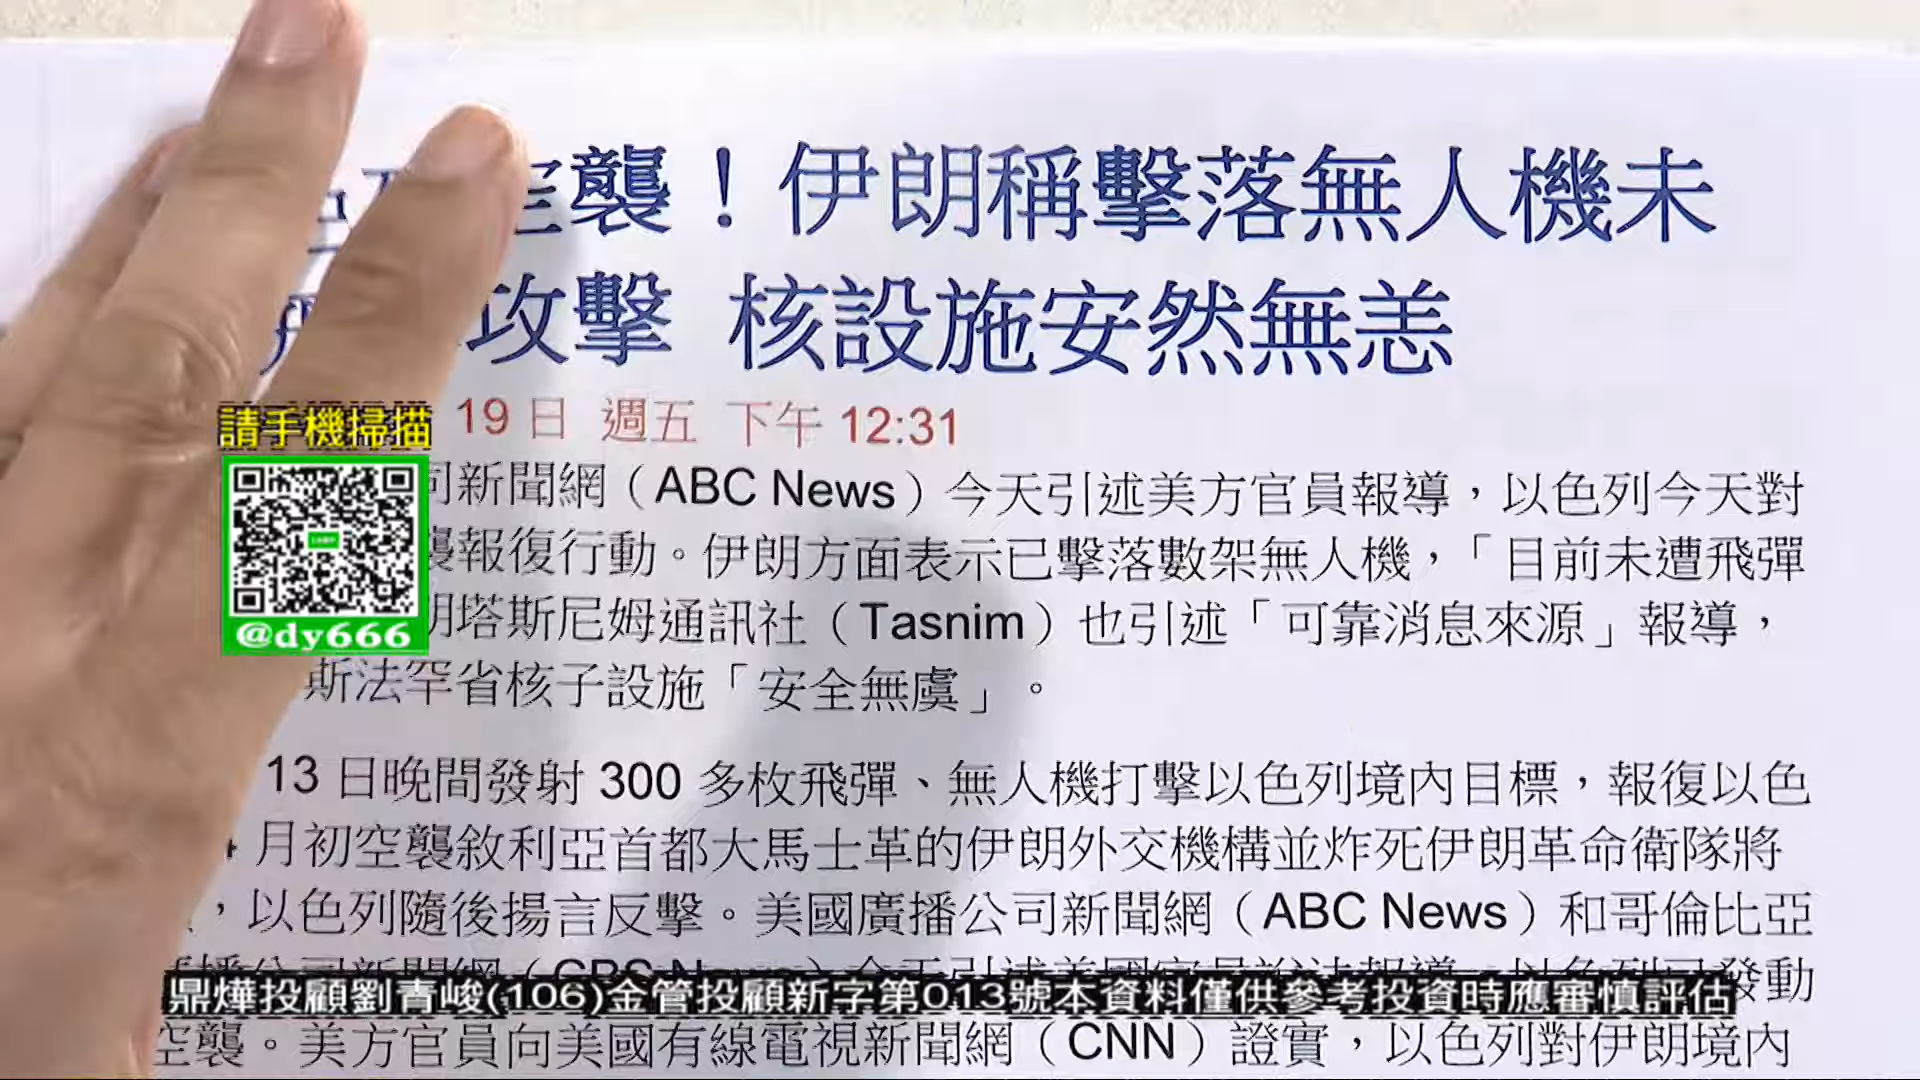 空襲！伊朗稱擊落無人機未
攻擊 核設施安然無恙
請手機掃描
19 日 週五 下午 12:31
司新聞網（ABC News）今天引述美方官員報導，以色列今天對
襲報復行動。伊朗方面表示已擊落數架無人機，「目前未遭飛彈
朗塔斯尼姆通訊社（Tasnim）也引述「可靠消息來源」報導，
@dy666
斯法罕省核子設施「安全無虞」。
13 日晚間發射 300 多枚飛彈、無人機打擊以色列境內目標，報復以色
月初空襲敘利亞首都大馬士革的伊朗外交機構並炸死伊朗革命衛隊將
，以色列隨後揚言反擊。美國廣播公司新聞網（ABC News）和哥倫比亞
發動
鼎燁投顧劉青峻(106)金管投顧新字第013號本資料僅供參考投資時應審慎評估
空襲。美方官員向美國有線電視新聞網（CNN）證實，以色列對伊朗境內